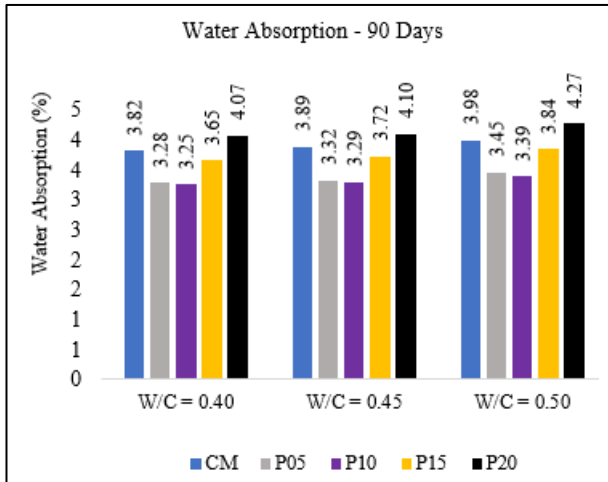 Water Absorption - 90 Days
Water Absorption (%)
5
4
4
3
3
2
2
1
1
0
3.82
3.28
3.25
3.65
4.07
3.89
3.32
3.29
3.72
4.10
3.98
3.45
3.39
3.84
4.27
W/C = 0.40
W/C = 0.45
W/C = 0.50
CM
P05
P10
P15
P20